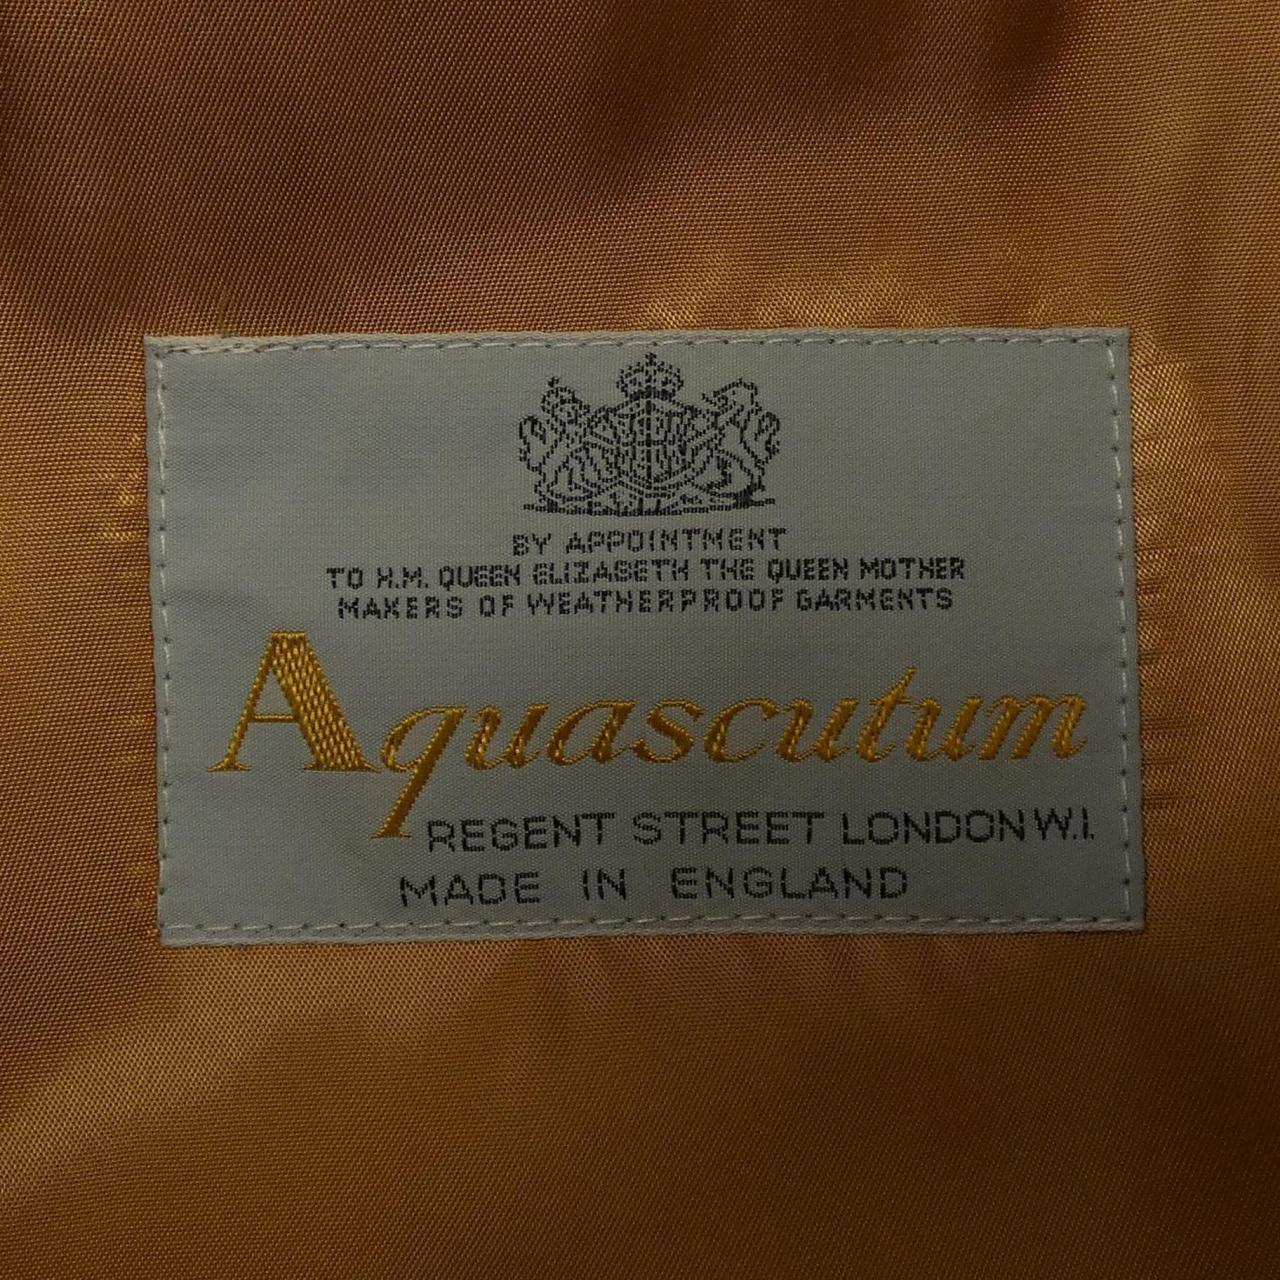 BY APPOINTMENT
TO H.M. QUEEN ELIZABETH THE QUEEN MOTHER
MAKERS OF WEATHERPROOF GARMENTS
Aquascutum
REGENT STREET LONDON W.1.
MADE IN ENGLAND